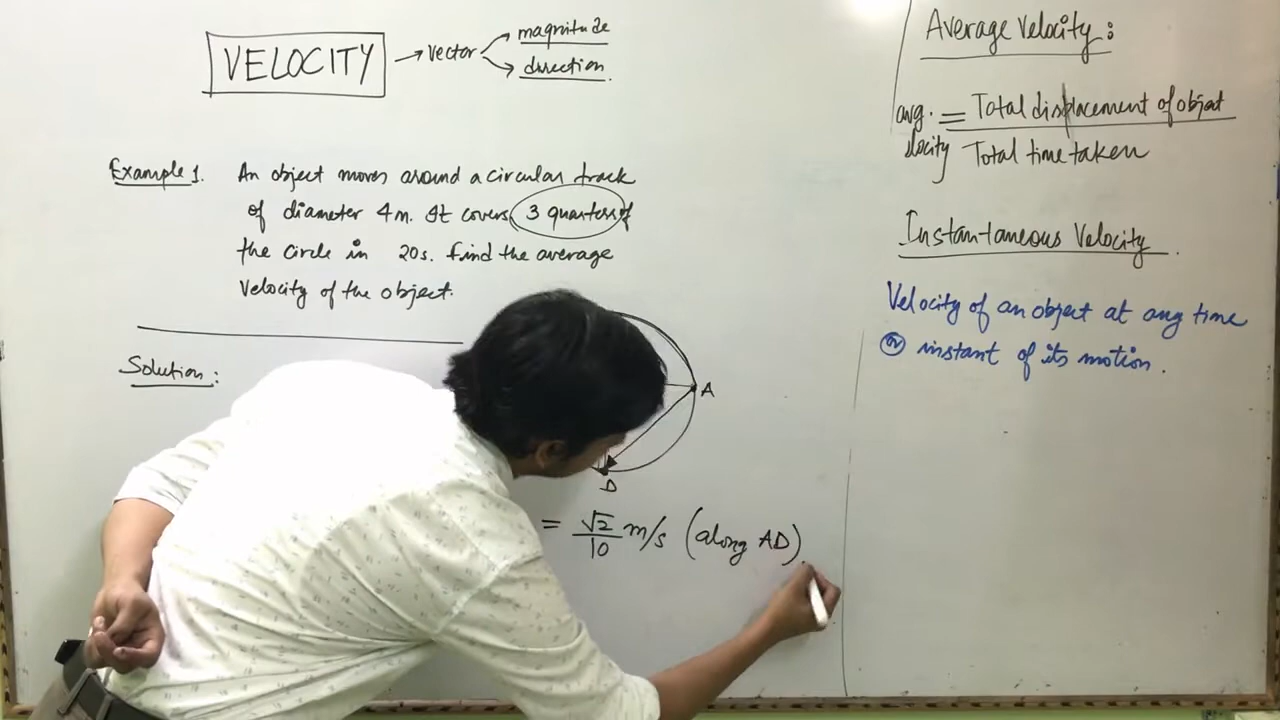 VELOCITY → vector
magnitude
direction.
Example 1. An object moves around a circular track
of diameter 4m. It covers 3 quarters of
the circle in 20s. find the average
velocity of the object.
Solution:
A
D
= √2/10 m/s (along AD)
Average Velocity:
avg. = Total displacement of object
locity Total time taken
Instantaneous Velocity.
Velocity of an object at any time
or instant of its motion.